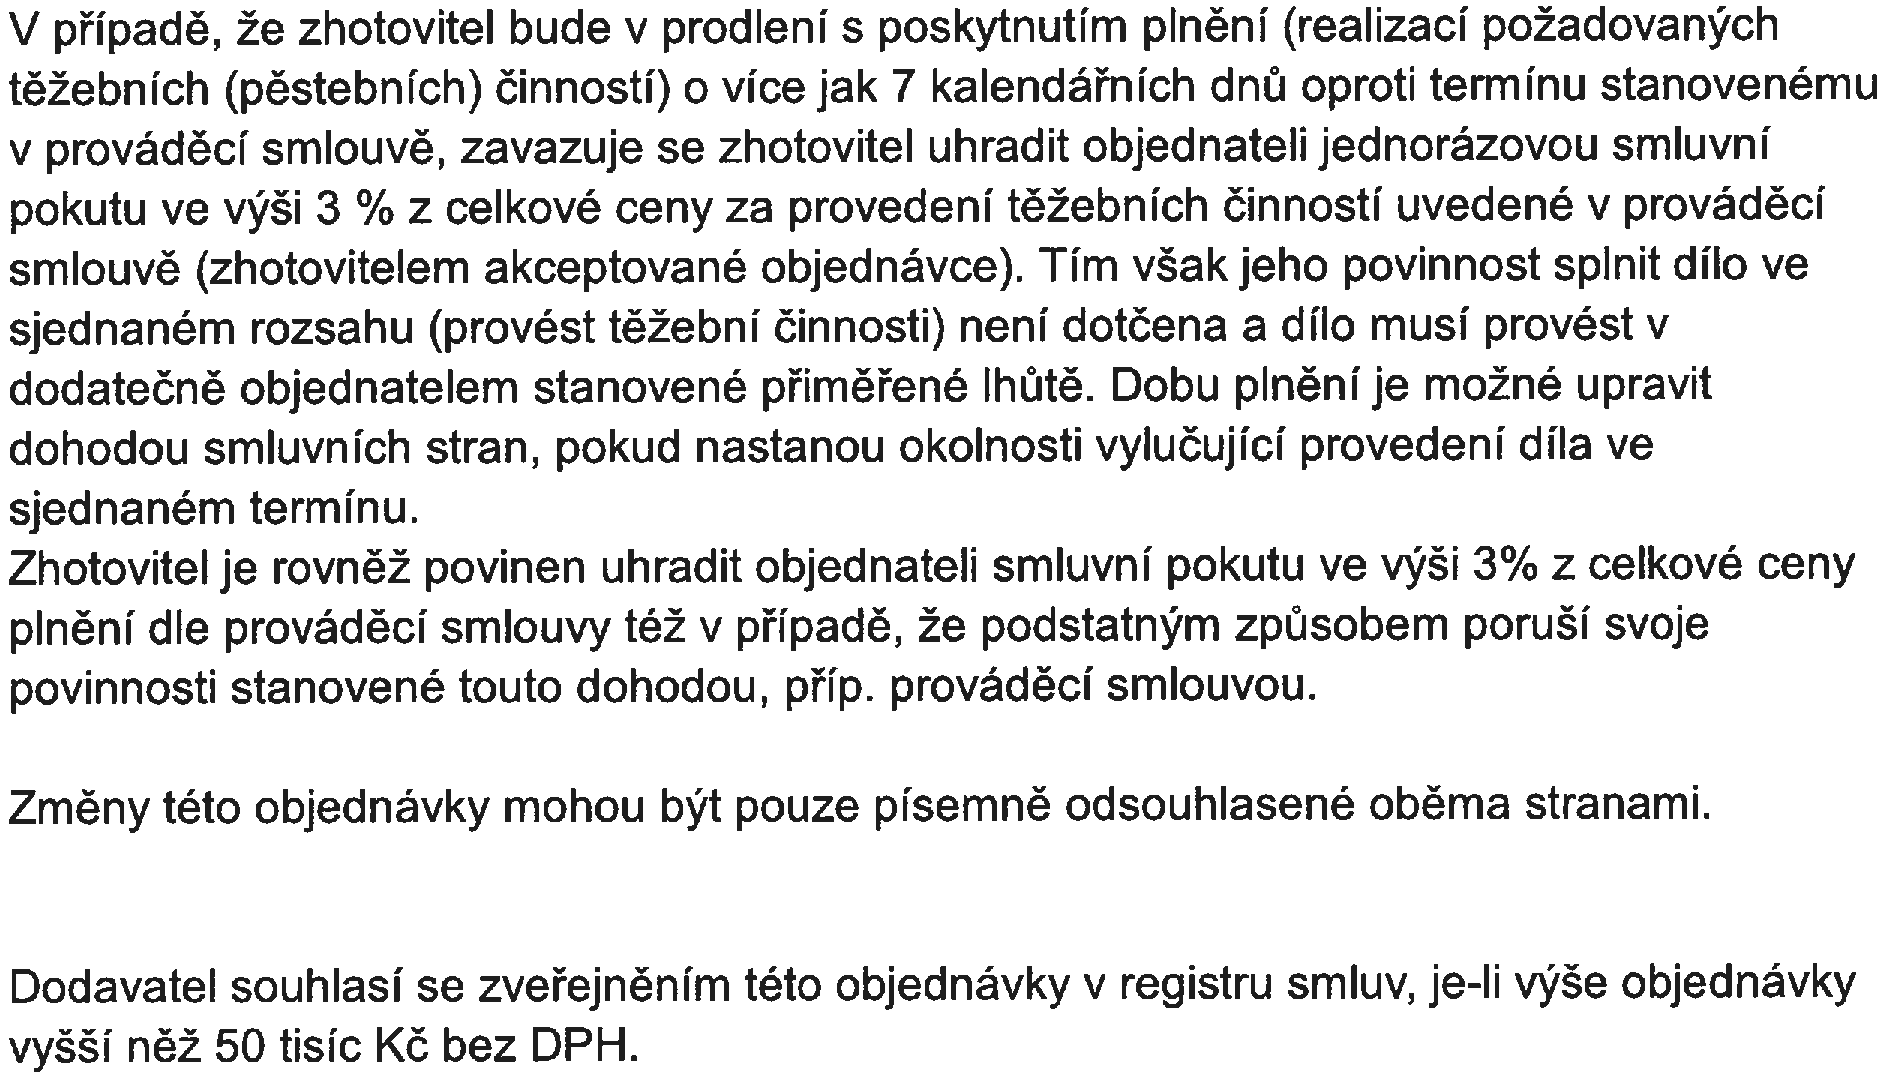 V případě, že zhotovitel bude v prodlení s poskytnutím plnění (realizací požadovaných
těžebních (pěstebních) činností) o více jak 7 kalendářních dnů oproti termínu stanovenému
v prováděcí smlouvě, zavazuje se zhotovitel uhradit objednateli jednorázovou smluvní
pokutu ve výši 3 % z celkové ceny za provedení těžebních činností uvedené v prováděcí
smlouvě (zhotovitelem akceptované objednávce). Tím však jeho povinnost splnit dílo ve
sjednaném rozsahu (provést těžební činnosti) není dotčena a dílo musí provést v
dodatečně objednatelem stanovené přiměřené lhůtě. Dobu plnění je možné upravit
dohodou smluvních stran, pokud nastanou okolnosti vylučující provedení díla ve
sjednaném termínu.
Zhotovitel je rovněž povinen uhradit objednateli smluvní pokutu ve výši 3% z celkové ceny
plnění dle prováděcí smlouvy též v případě, že podstatným způsobem poruší svoje
povinnosti stanovené touto dohodou, příp. prováděcí smlouvou.
Změny této objednávky mohou být pouze písemně odsouhlasené oběma stranami.
Dodavatel souhlasí se zveřejněním této objednávky v registru smluv, je-li výše objednávky
vyšší něž 50 tisíc Kč bez DPH.